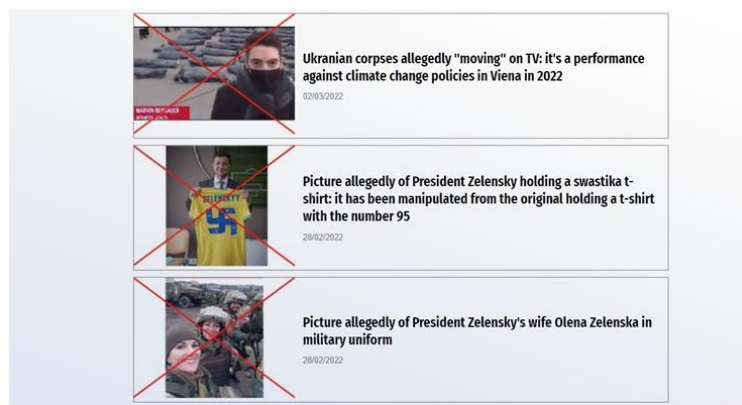 Ukranian corpses allegedly "moving" on TV: it's a performance
against climate change policies in Viena in 2022
02/03/2022
ZELENSKYY
Picture allegedly of President Zelensky holding a swastika t-
shirt: it has been manipulated from the original holding a t-shirt
with the number 95
28/02/2022
Picture allegedly of President Zelensky's wife Olena Zelenska in
military uniform
28/02/2022